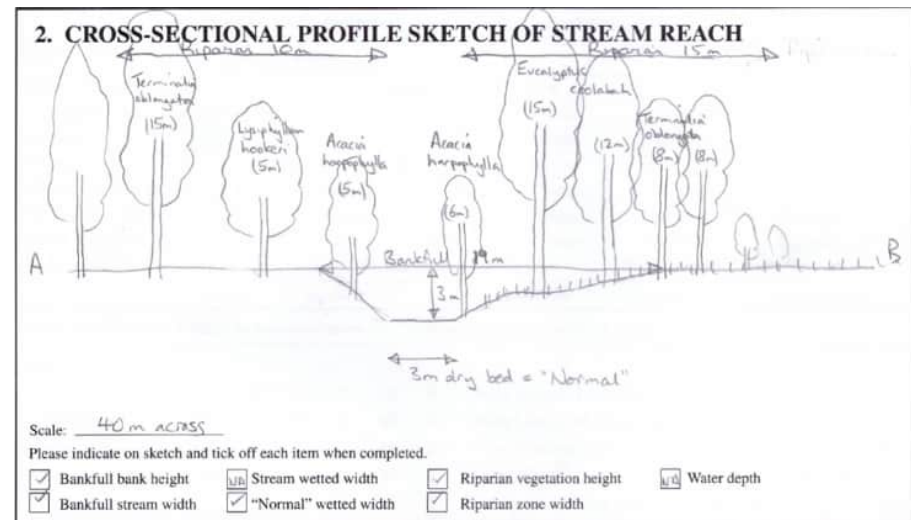 2. CROSS-SECTIONAL PROFILE SKETCH OF STREAM REACH
Riparian 10m
Riparian 15m
Terminalia
oblongata
(15m)
Lysiphyllum
hookeri
(5m)
Acacia
harpophylla
(5m)
Acacia
harpophylla
(6m)
Eucalyptus
coolabah
(15m)
(12m)
Terminalia
oblongata
(8m)
(8m)
A
Bankfull 19m
B
3m
3m dry bed = "Normal"
Scale: 40 m across
Please indicate on sketch and tick off each item when completed.
Bankfull bank height
N/A Stream wetted width
Riparian vegetation height
N/A Water depth
Bankfull stream width
"Normal" wetted width
Riparian zone width